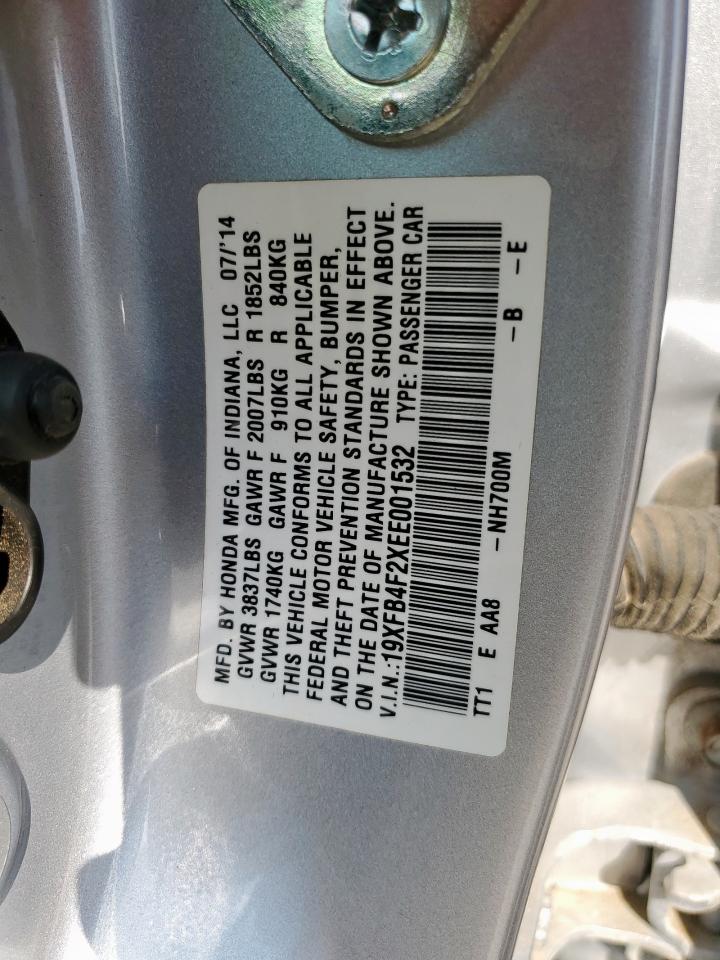 MFD. BY HONDA MFG. OF INDIANA, LLC 07/'14
GVWR 3837LBS GAWR F 2007LBS R 1852LBS
GVWR 1740KG GAWR F 910KG R 840KG
THIS VEHICLE CONFORMS TO ALL APPLICABLE
FEDERAL MOTOR VEHICLE SAFETY, BUMPER,
AND THEFT PREVENTION STANDARDS IN EFFECT
ON THE DATE OF MANUFACTURE SHOWN ABOVE.
V.I.N.:19XFB4F2XEE001532 TYPE: PASSENGER CAR
TT1 E AA8 -NH700M -B -E